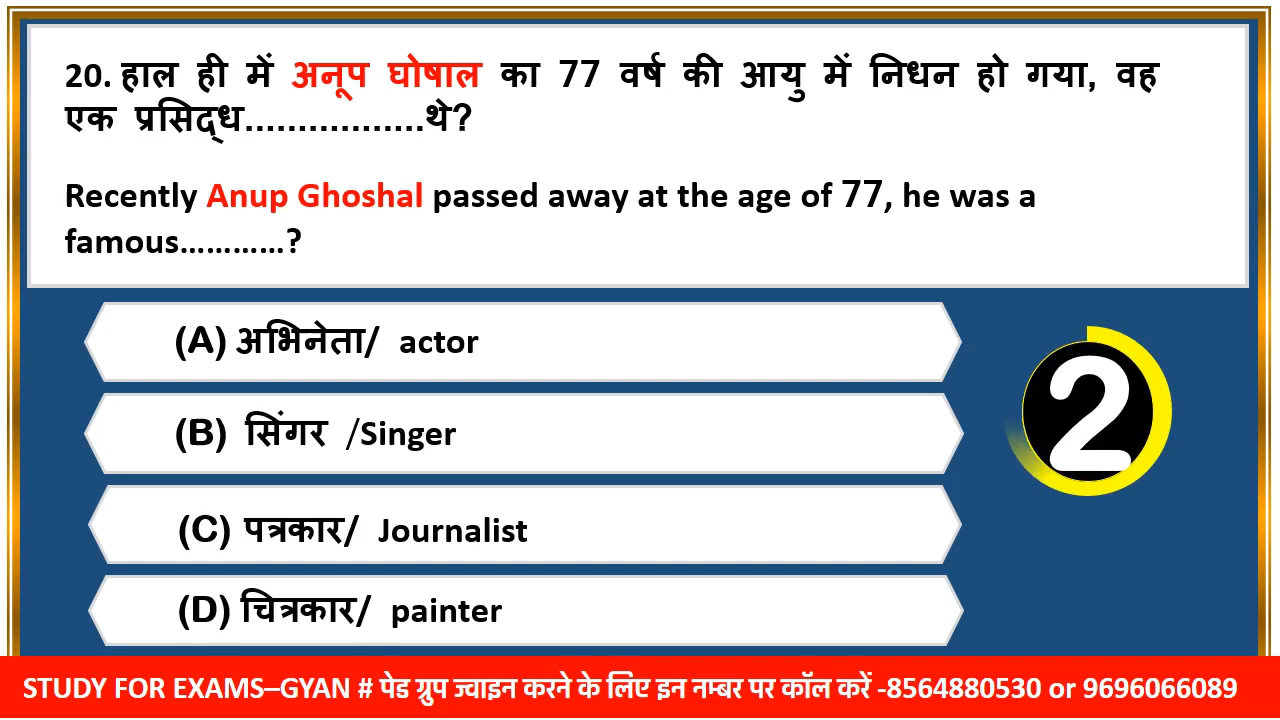 20. हाल ही में अनूप घोषाल का 77 वर्ष की आयु में निधन हो गया, वह
एक प्रसिद्ध.................थे?
Recently Anup Ghoshal passed away at the age of 77, he was a
famous............?
(A) अभिनेता/ actor
(B) सिंगर /Singer
(C) पत्रकार/ Journalist
(D) चित्रकार/ painter
2
STUDY FOR EXAMS–GYAN # पेड ग्रुप ज्वाइन करने के लिए इन नम्बर पर कॉल करें -8564880530 or 9696066089